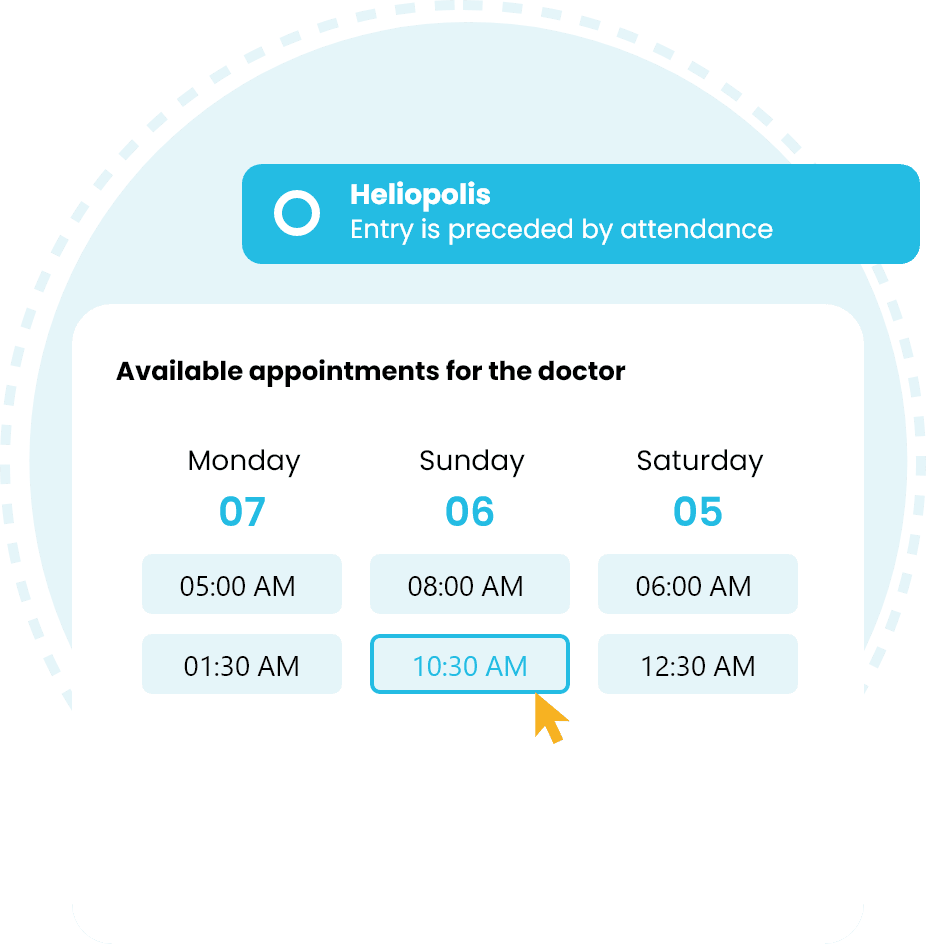 Heliopolis
Entry is preceded by attendance
Available appointments for the doctor
Monday Sunday Saturday
07 06 05
05:00 AM 08:00 AM 06:00 AM
01:30 AM 10:30 AM 12:30 AM